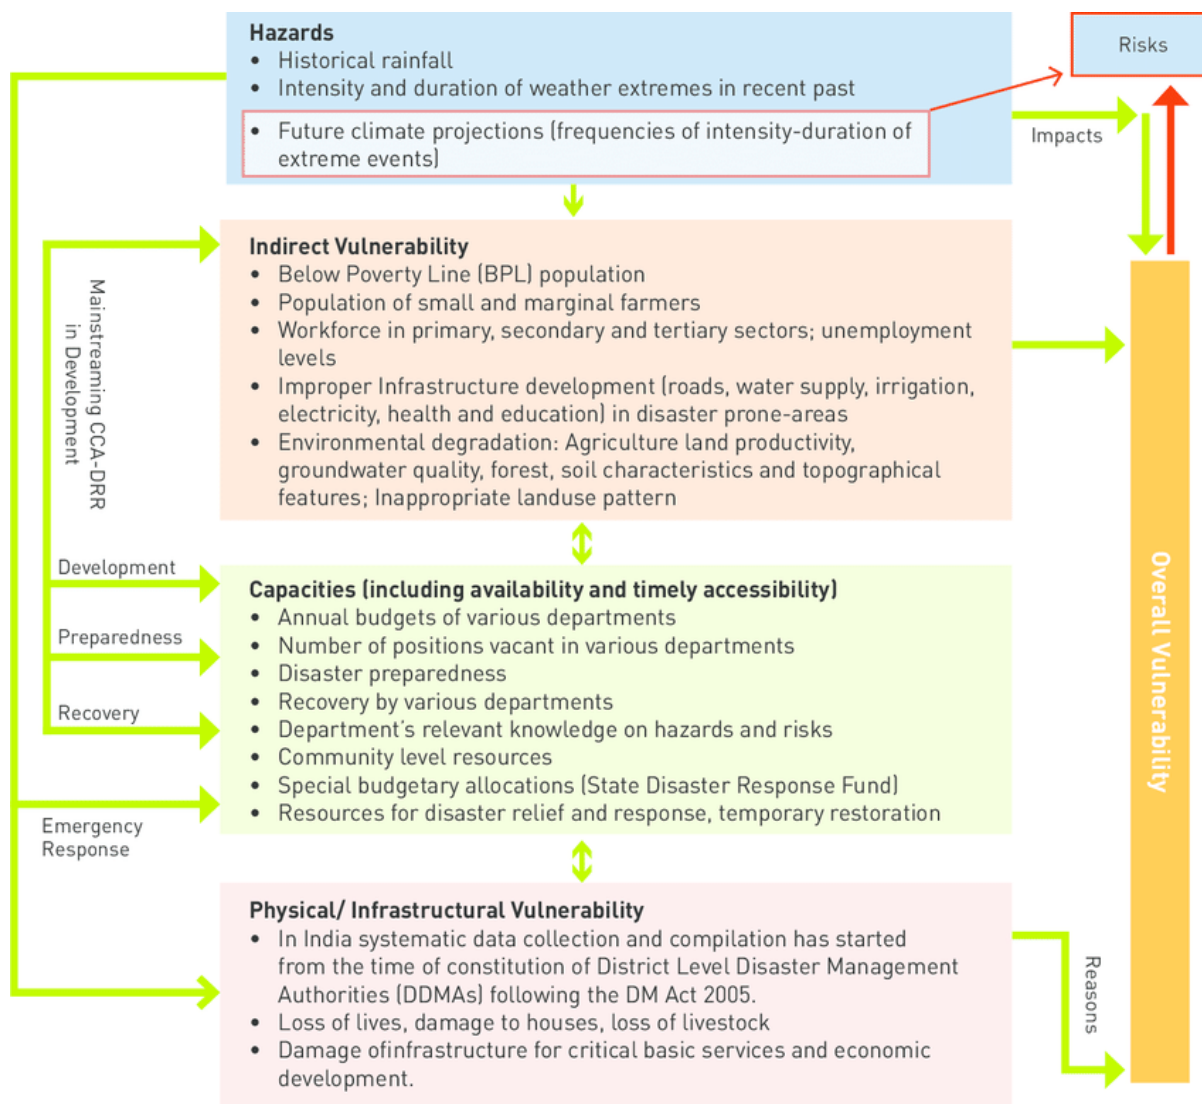 Hazards
• Historical rainfall
• Intensity and duration of weather extremes in recent past
• Future climate projections (frequencies of intensity-duration of
extreme events)
Risks
Impacts
Indirect Vulnerability
• Below Poverty Line (BPL) population
• Population of small and marginal farmers
• Workforce in primary, secondary and tertiary sectors; unemployment
levels
• Improper Infrastructure development (roads, water supply, irrigation,
electricity, health and education) in disaster prone-areas
• Environmental degradation: Agriculture land productivity,
groundwater quality, forest, soil characteristics and topographical
features; Inappropriate landuse pattern
Mainstreaming CCA-DRR
in Development
Development
Preparedness
Recovery
Emergency
Response
Capacities (including availability and timely accessibility)
• Annual budgets of various departments
• Number of positions vacant in various departments
• Disaster preparedness
• Recovery by various departments
• Department’s relevant knowledge on hazards and risks
• Community level resources
• Special budgetary allocations (State Disaster Response Fund)
• Resources for disaster relief and response, temporary restoration
Overall Vulnerability
Physical/ Infrastructural Vulnerability
• In India systematic data collection and compilation has started
from the time of constitution of District Level Disaster Management
Authorities (DDMAs) following the DM Act 2005.
• Loss of lives, damage to houses, loss of livestock
• Damage ofinfrastructure for critical basic services and economic
development.
Reasons